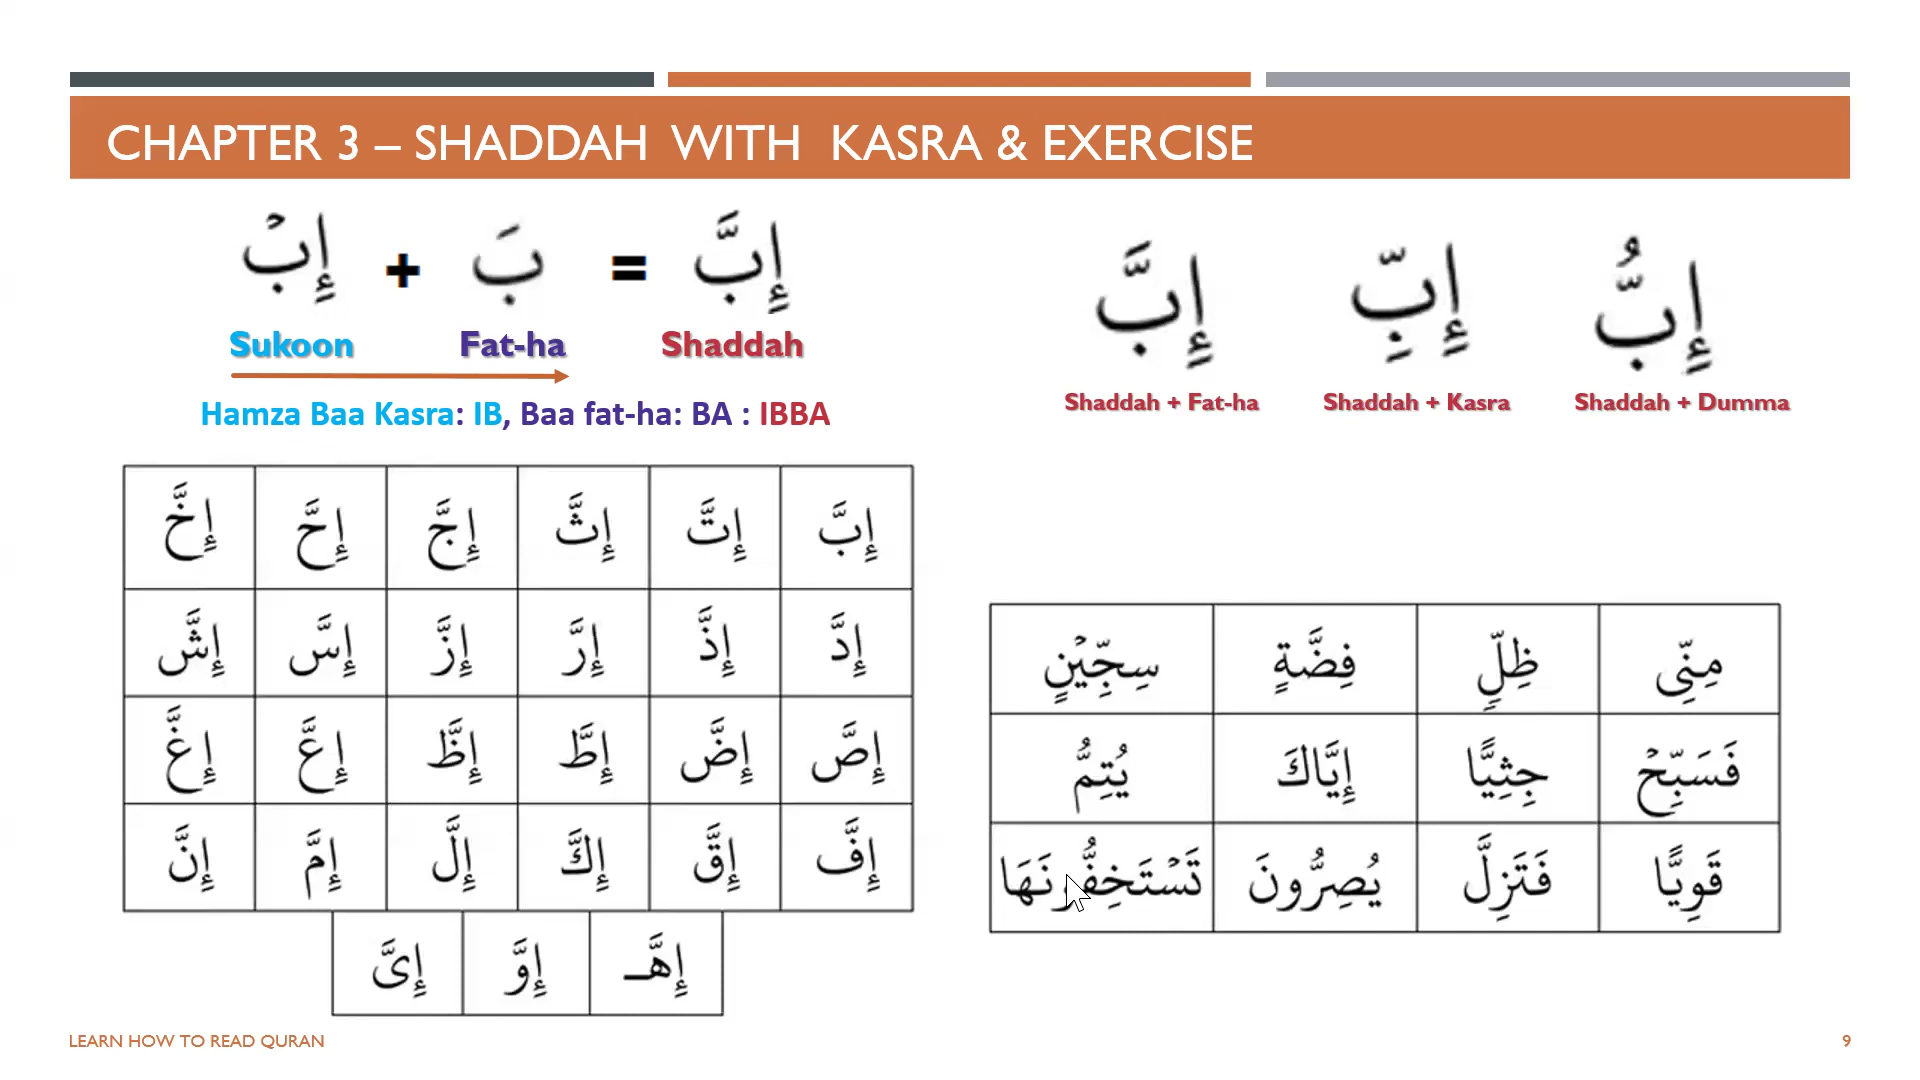 CHAPTER 3 – SHADDAH WITH KASRA & EXERCISE
إِبْ + بَ = إِبَّ
Sukoon Fat-ha Shaddah
Hamza Baa Kasra: IB, Baa fat-ha: BA : IBBA
إِبَّ إِبِّ إِبُّ
Shaddah + Fat-ha Shaddah + Kasra Shaddah + Dumma
إِبَّ إِتَّ إِثَّ إِجَّ إِحَّ إِخَّ
إِدَّ إِذَّ إِرَّ إِزَّ إِسَّ إِشَّ
إِصَّ إِضَّ إِطَّ إِظَّ إِعَّ إِغَّ
إِفَّ إِقَّ إِكَّ إِلَّ إِمَّ إِنَّ
إِهَّـ إِوَّ إِىَّ
مِنِّى ظِلٍّ فِضَّةٍ سِجِّيْنٍ
فَسَبِّحْ جِثِيًّا إِيَّاكَ يُتِمُّ
قَوِيًّا فَتَزِلَّ يُصِرُّونَ تَسْتَخِفُّونَهَا
LEARN HOW TO READ QURAN
9